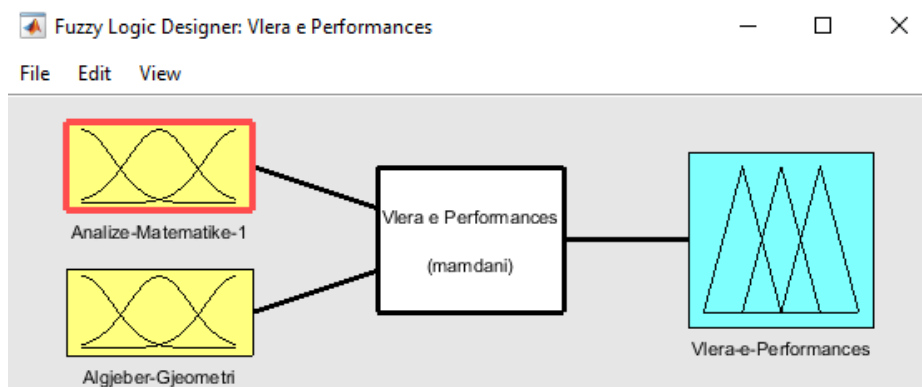 Fuzzy Logic Designer: Vlera e Performances
File Edit View
Analize-Matematike-1
Vlera e Performances
(mamdani)
Vlera-e-Performances
Algjeber-Gjeometri